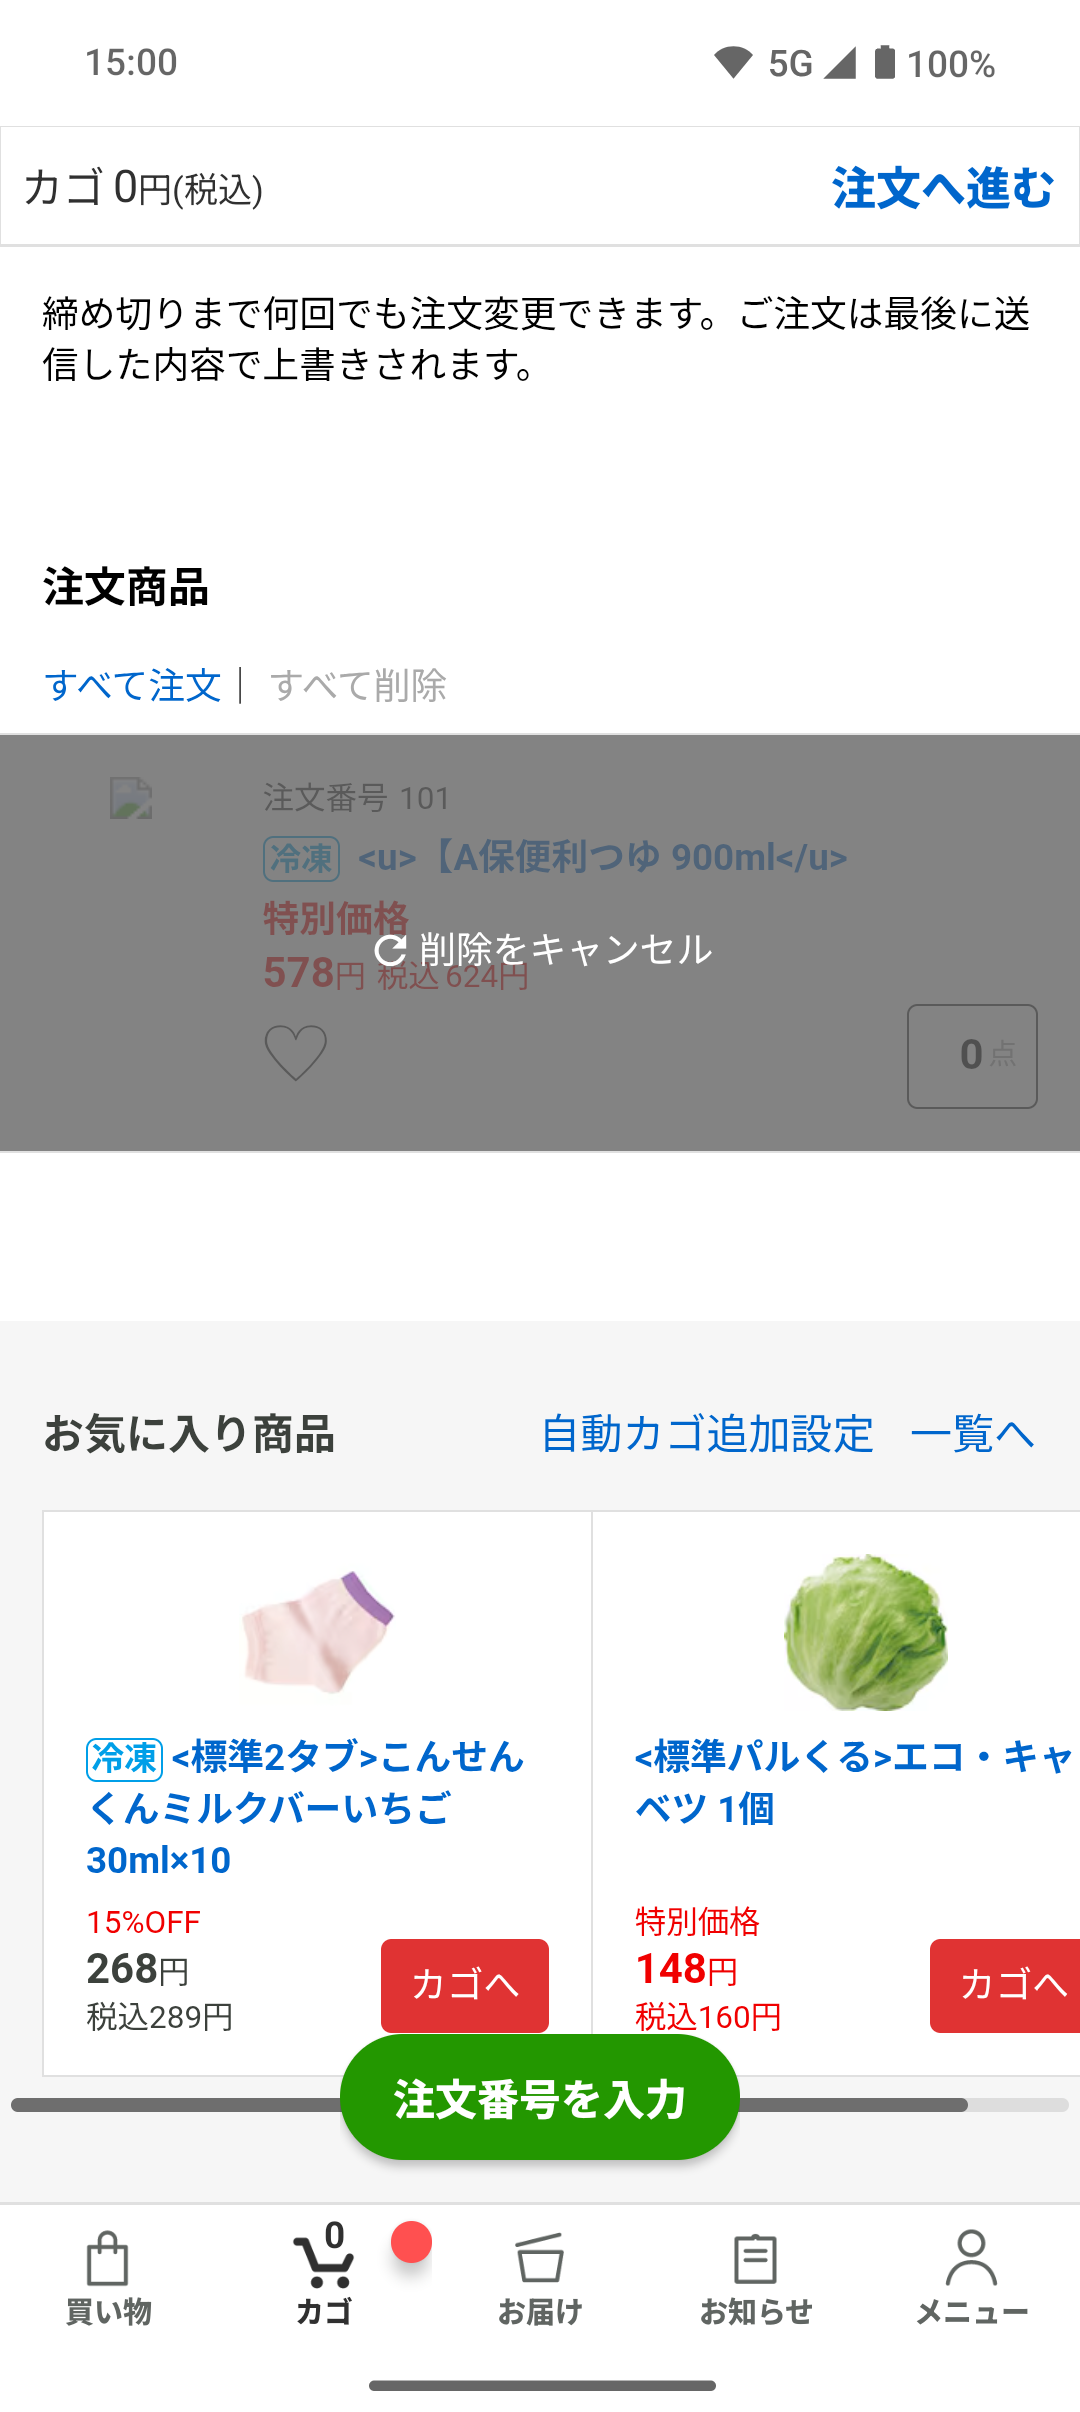 15:00
5G 100%
カゴ 0円(税込)
注文へ進む
締め切りまで何回でも注文変更できます。ご注文は最後に送
信した内容で上書きされます。
注文商品
すべて注文 | すべて削除
注文番号 101
冷凍 <u>【A保便利つゆ 900ml</u>
特別価格
削除をキャンセル
578円 税込 624円
0 点
お気に入り商品
自動カゴ追加設定 一覧へ
冷凍 <標準2タブ>こんせん
くんミルクバーいちご
30ml×10
15%OFF
268円
税込289円
カゴへ
<標準パルくる>エコ・キャ
ベツ 1個
特別価格
148円
税込160円
カゴへ
注文番号を入力
買い物
0
カゴ
お届け
お知らせ
メニュー